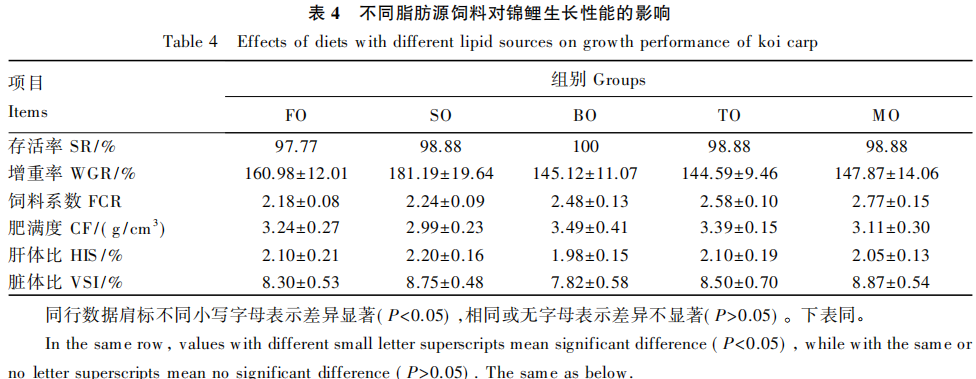 表 4 不同脂肪源饲料对锦鲤生长性能的影响
Table 4 Effects of diets with different lipid sources on growth performance of koi carp
项目 组别 Groups
Items FO SO BO TO MO
存活率 SR/% 97.77 98.88 100 98.88 98.88
增重率 WGR/% 160.98±12.01 181.19±19.64 145.12±11.07 144.59±9.46 147.87±14.06
饲料系数 FCR 2.18±0.08 2.24±0.09 2.48±0.13 2.58±0.10 2.77±0.15
肥满度 CF/( g/cm³) 3.24±0.27 2.99±0.23 3.49±0.41 3.39±0.15 3.11±0.30
肝体比 HIS/% 2.10±0.21 2.20±0.16 1.98±0.15 2.10±0.19 2.05±0.13
脏体比 VSI/% 8.30±0.53 8.75±0.48 7.82±0.58 8.50±0.70 8.87±0.54
同行数据肩标不同小写字母表示差异显著( P<0.05) ,相同或无字母表示差异不显著( P>0.05) 。下表同。
In the same row, values with different small letter superscripts mean significant difference ( P<0.05) , while with the same or
no letter superscripts mean no significant difference ( P>0.05) . The same as below.